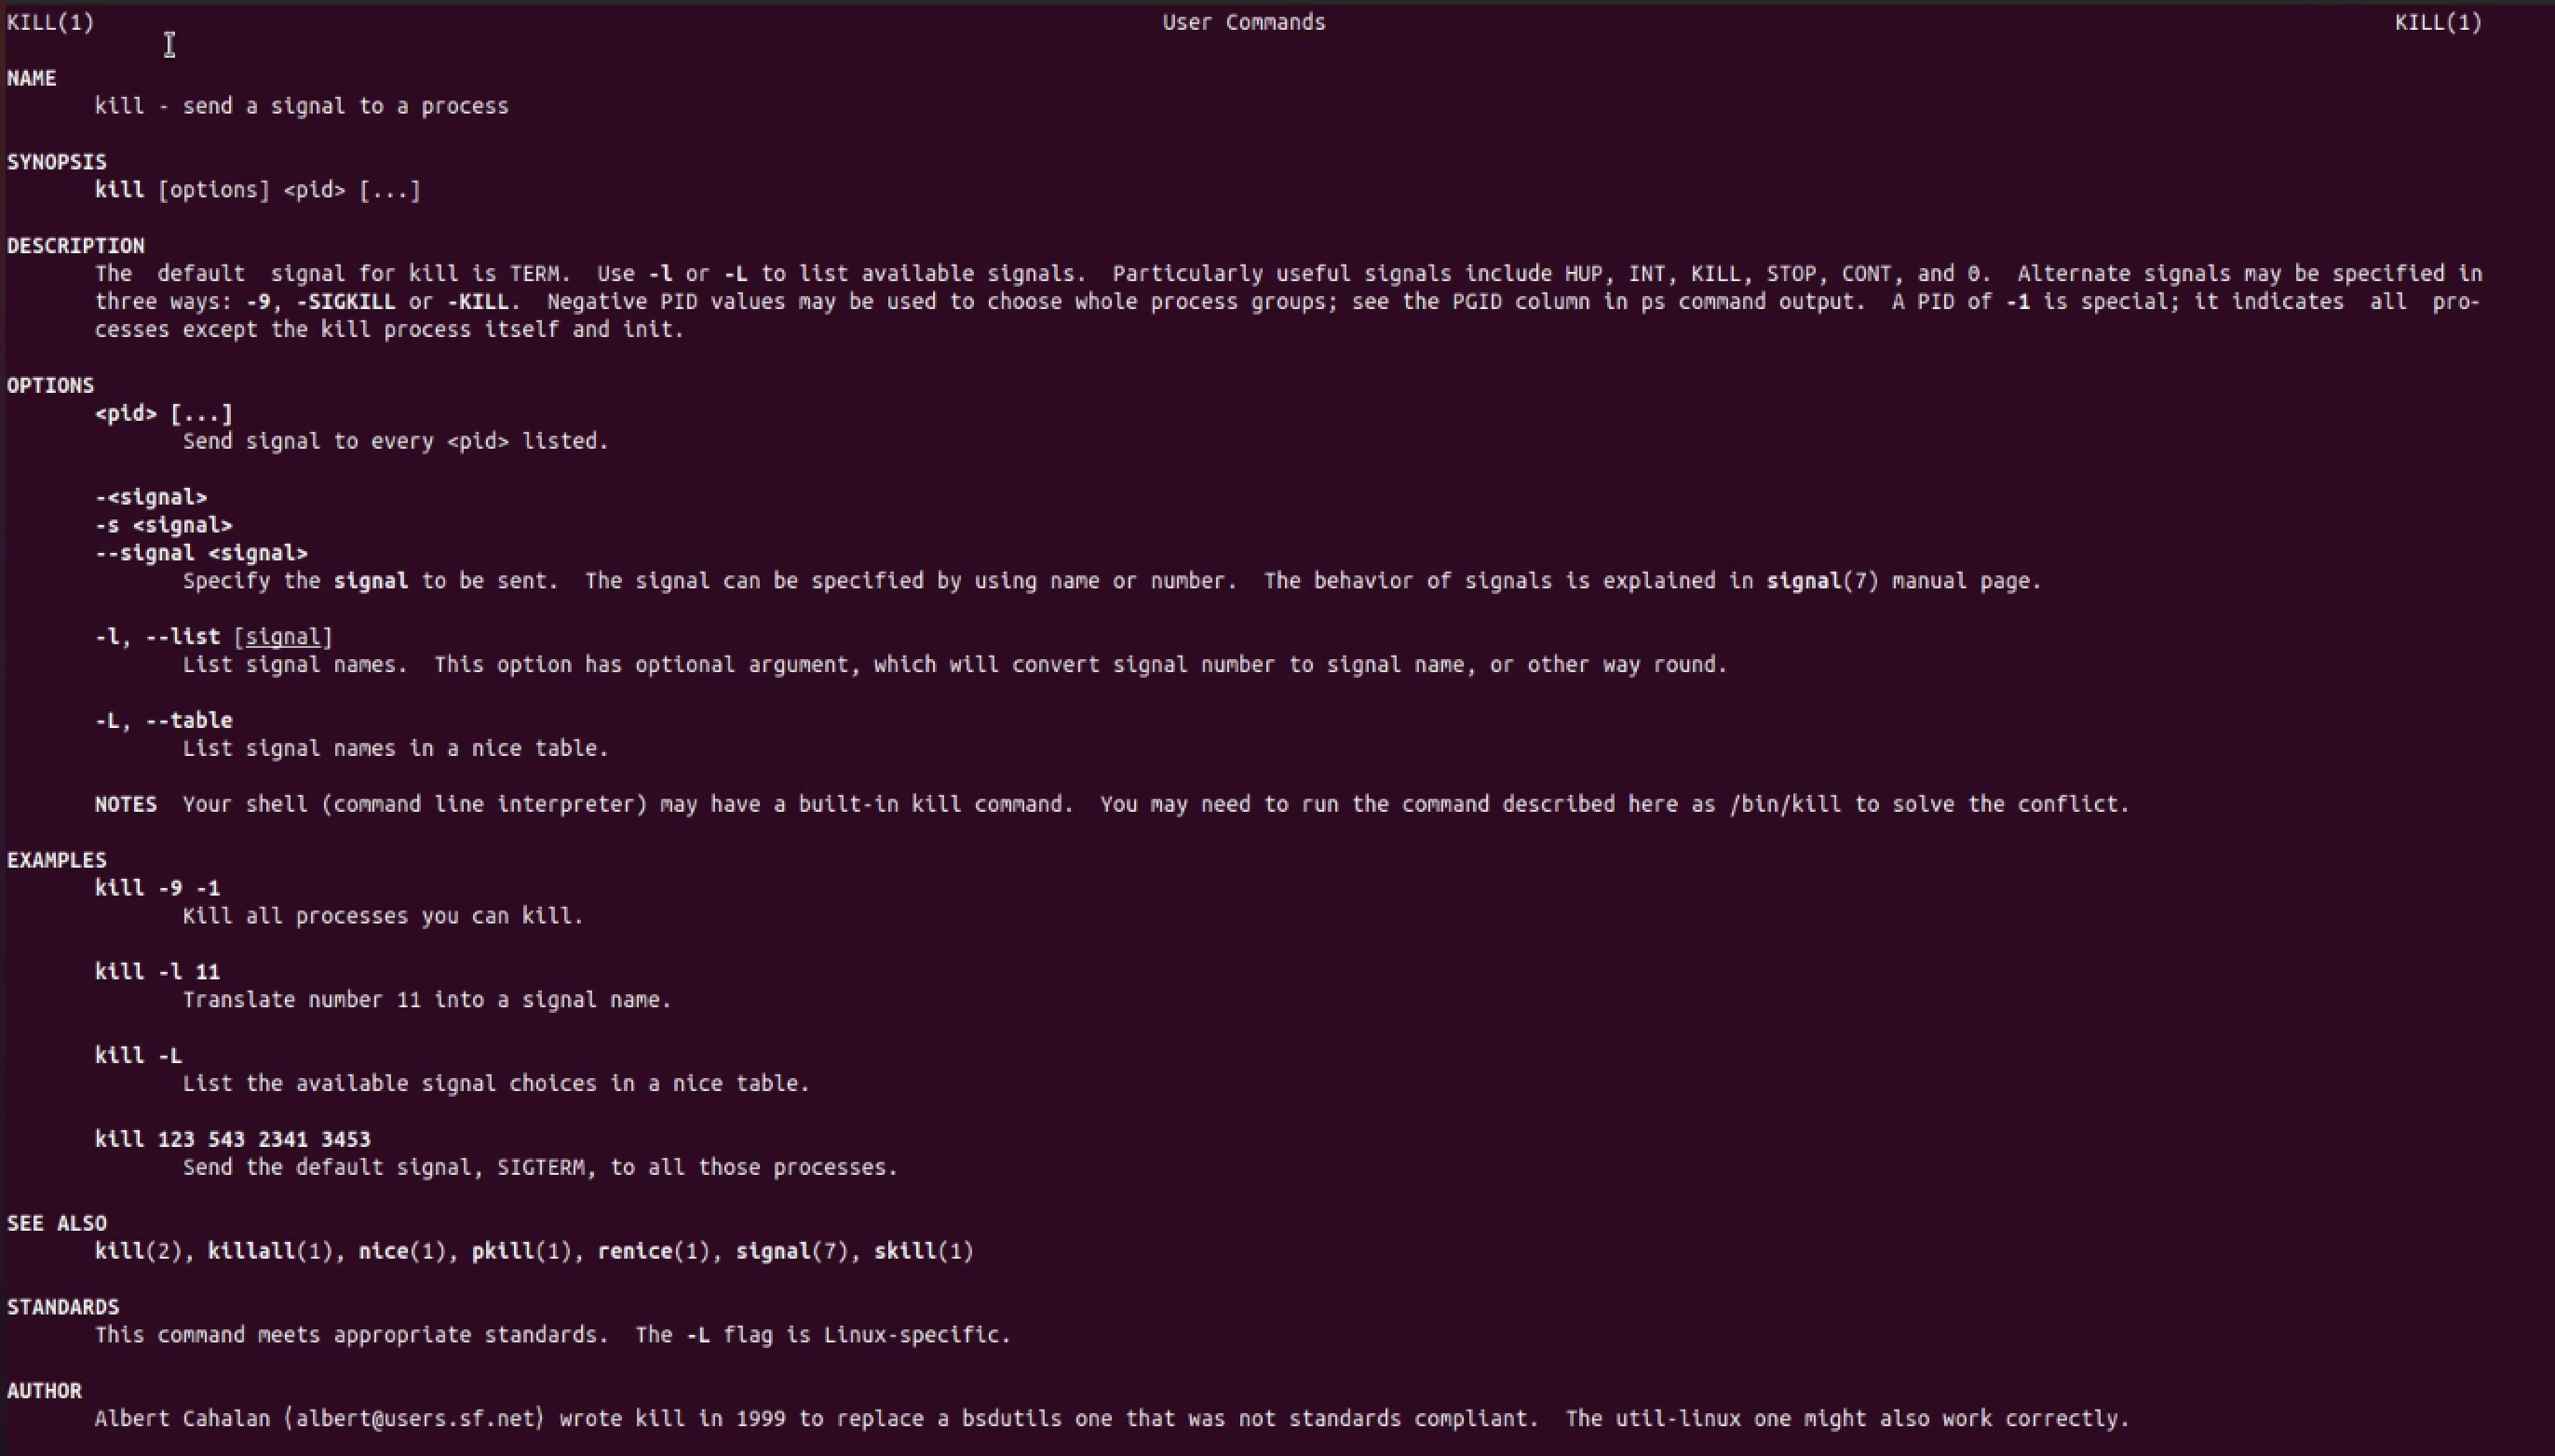 KILL(1) User Commands KILL(1)
NAME
kill - send a signal to a process
SYNOPSIS
kill [options] <pid> [...]
DESCRIPTION
The default signal for kill is TERM. Use -l or -L to list available signals. Particularly useful signals include HUP, INT, KILL, STOP, CONT, and 0. Alternate signals may be specified in
three ways: -9, -SIGKILL or -KILL. Negative PID values may be used to choose whole process groups; see the PGID column in ps command output. A PID of -1 is special; it indicates all pro-
cesses except the kill process itself and init.
OPTIONS
<pid> [...]
Send signal to every <pid> listed.
-<signal>
-s <signal>
--signal <signal>
Specify the signal to be sent. The signal can be specified by using name or number. The behavior of signals is explained in signal(7) manual page.
-l, --list [signal]
List signal names. This option has optional argument, which will convert signal number to signal name, or other way round.
-L, --table
List signal names in a nice table.
NOTES Your shell (command line interpreter) may have a built-in kill command. You may need to run the command described here as /bin/kill to solve the conflict.
EXAMPLES
kill -9 -1
Kill all processes you can kill.
kill -l 11
Translate number 11 into a signal name.
kill -L
List the available signal choices in a nice table.
kill 123 543 2341 3453
Send the default signal, SIGTERM, to all those processes.
SEE ALSO
kill(2), killall(1), nice(1), pkill(1), renice(1), signal(7), skill(1)
STANDARDS
This command meets appropriate standards. The -L flag is Linux-specific.
AUTHOR
Albert Cahalan ⟨albert@users.sf.net⟩ wrote kill in 1999 to replace a bsdutils one that was not standards compliant. The util-linux one might also work correctly.